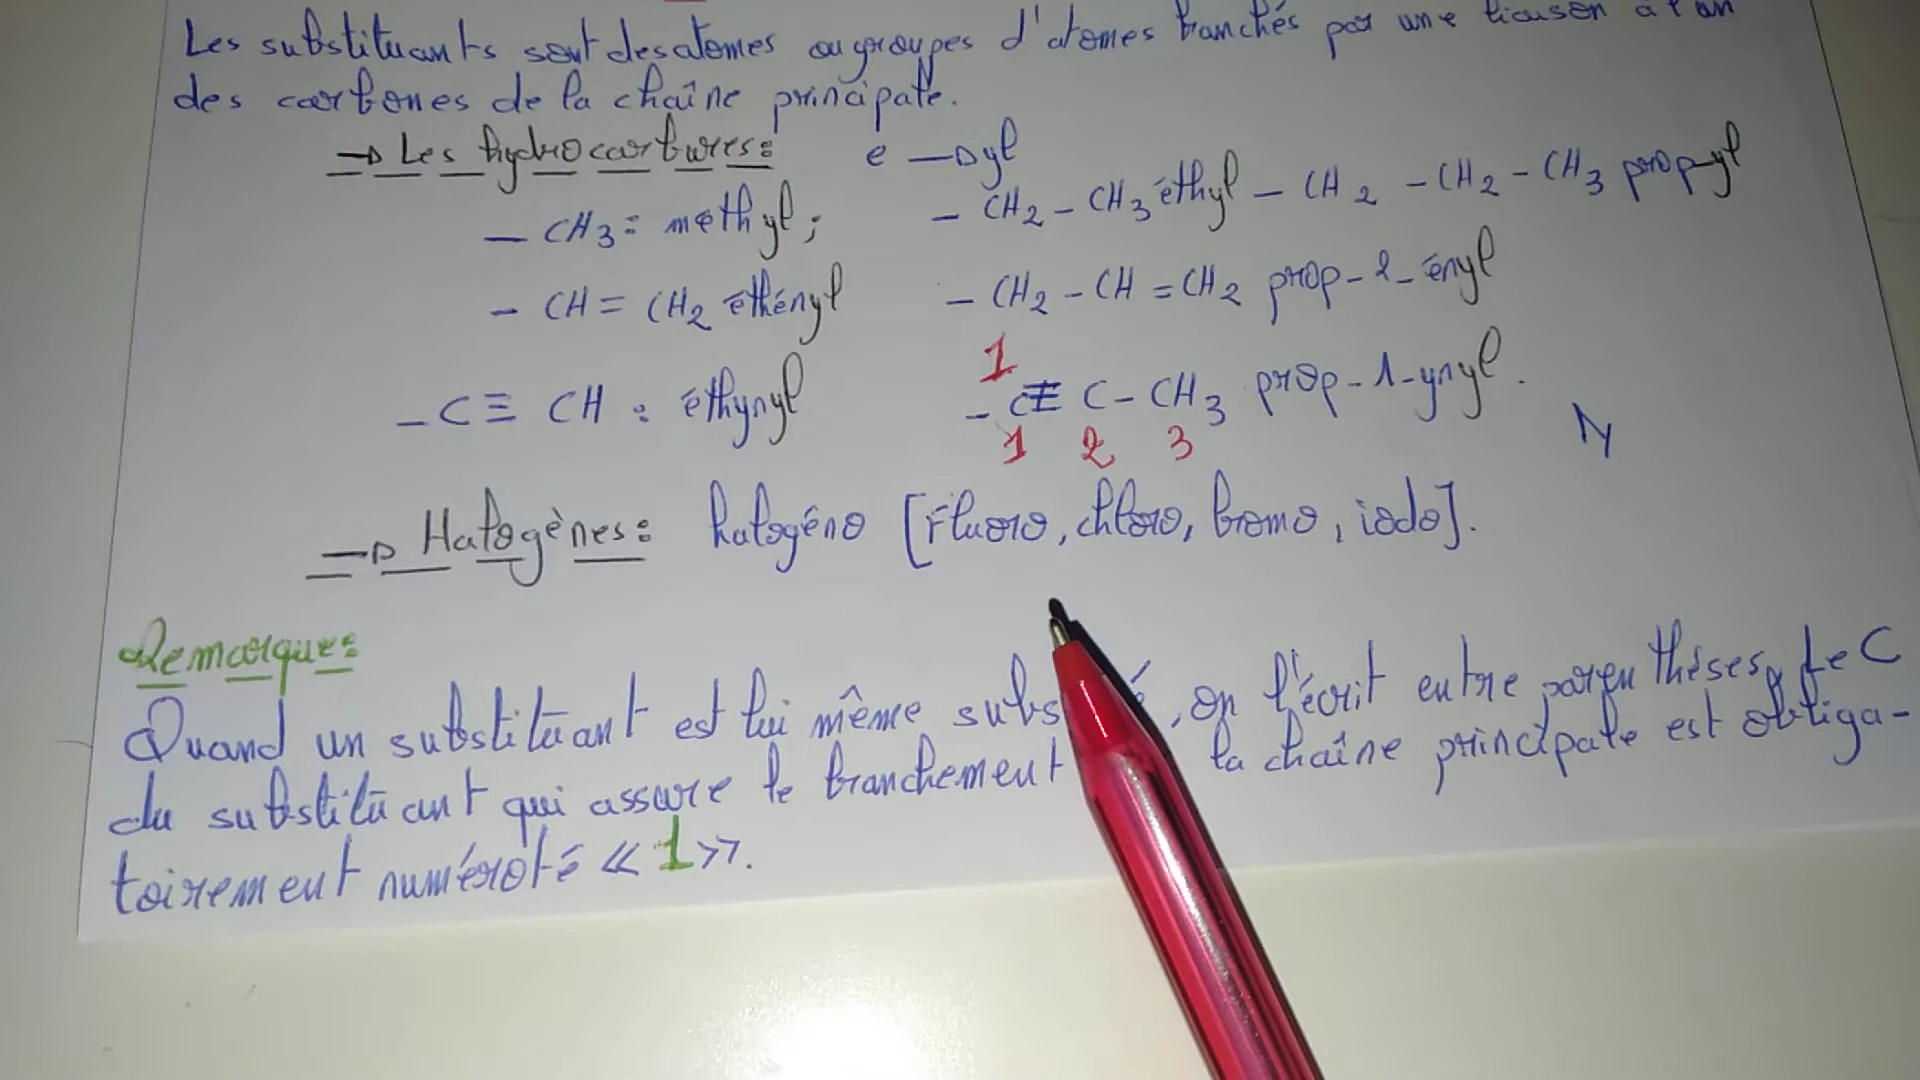 Les substituants sont des atomes ou groupes d'atomes branchés par une liaison à l'un
des carbones de la chaîne principale.
→ Les hydrocarbures: e → yl
– CH3 : méthyl; – CH2 – CH3 éthyl – CH2 – CH2 – CH3 prop-yl
– CH = CH2 éthényl – CH2 – CH = CH2 prop-2-ényl
1
– C ≡ CH : éthynyl – C ≡ C – CH3 prop-1-ynyl.
1 2 3
→ Halogènes: halogéno [Fluoro, chloro, bromo, iodo].
Remarque:
Quand un substituant est lui même, on l'écrit entre parenthèses, Le C
du substituant qui assure le branchement la chaîne principale est obliga-
toirement numéroté « 1 ».